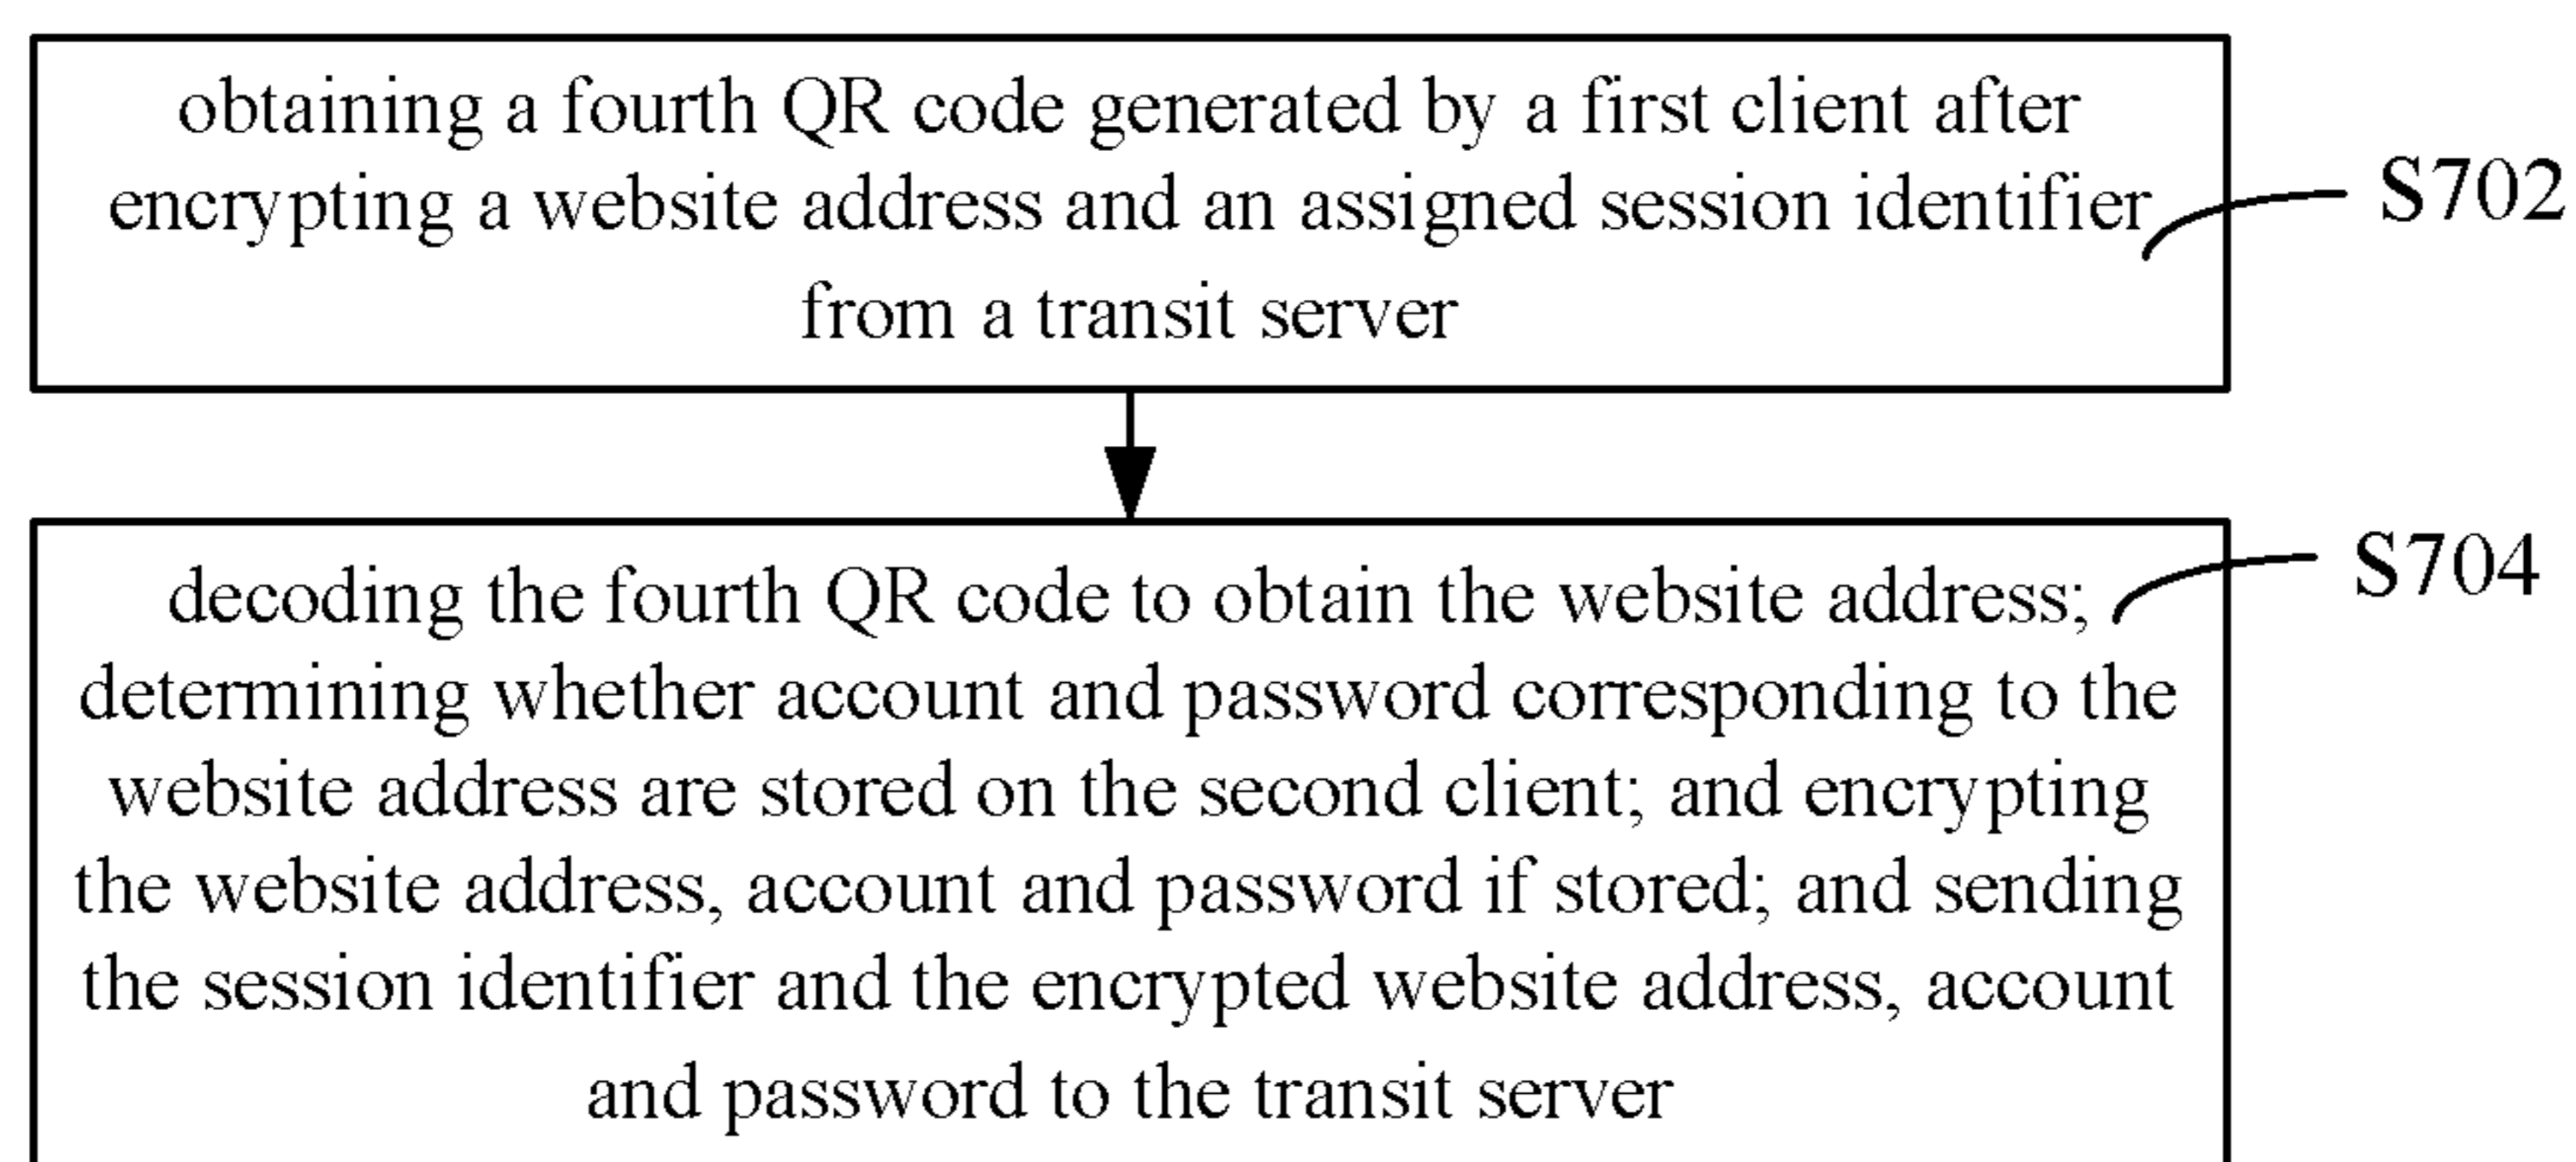 obtaining a fourth QR code generated by a first client after
encrypting a website address and an assigned session identifier
from a transit server
S702
decoding the fourth QR code to obtain the website address;
determining whether account and password corresponding to the
website address are stored on the second client; and encrypting
the website address, account and password if stored; and sending
the session identifier and the encrypted website address, account
and password to the transit server
S704